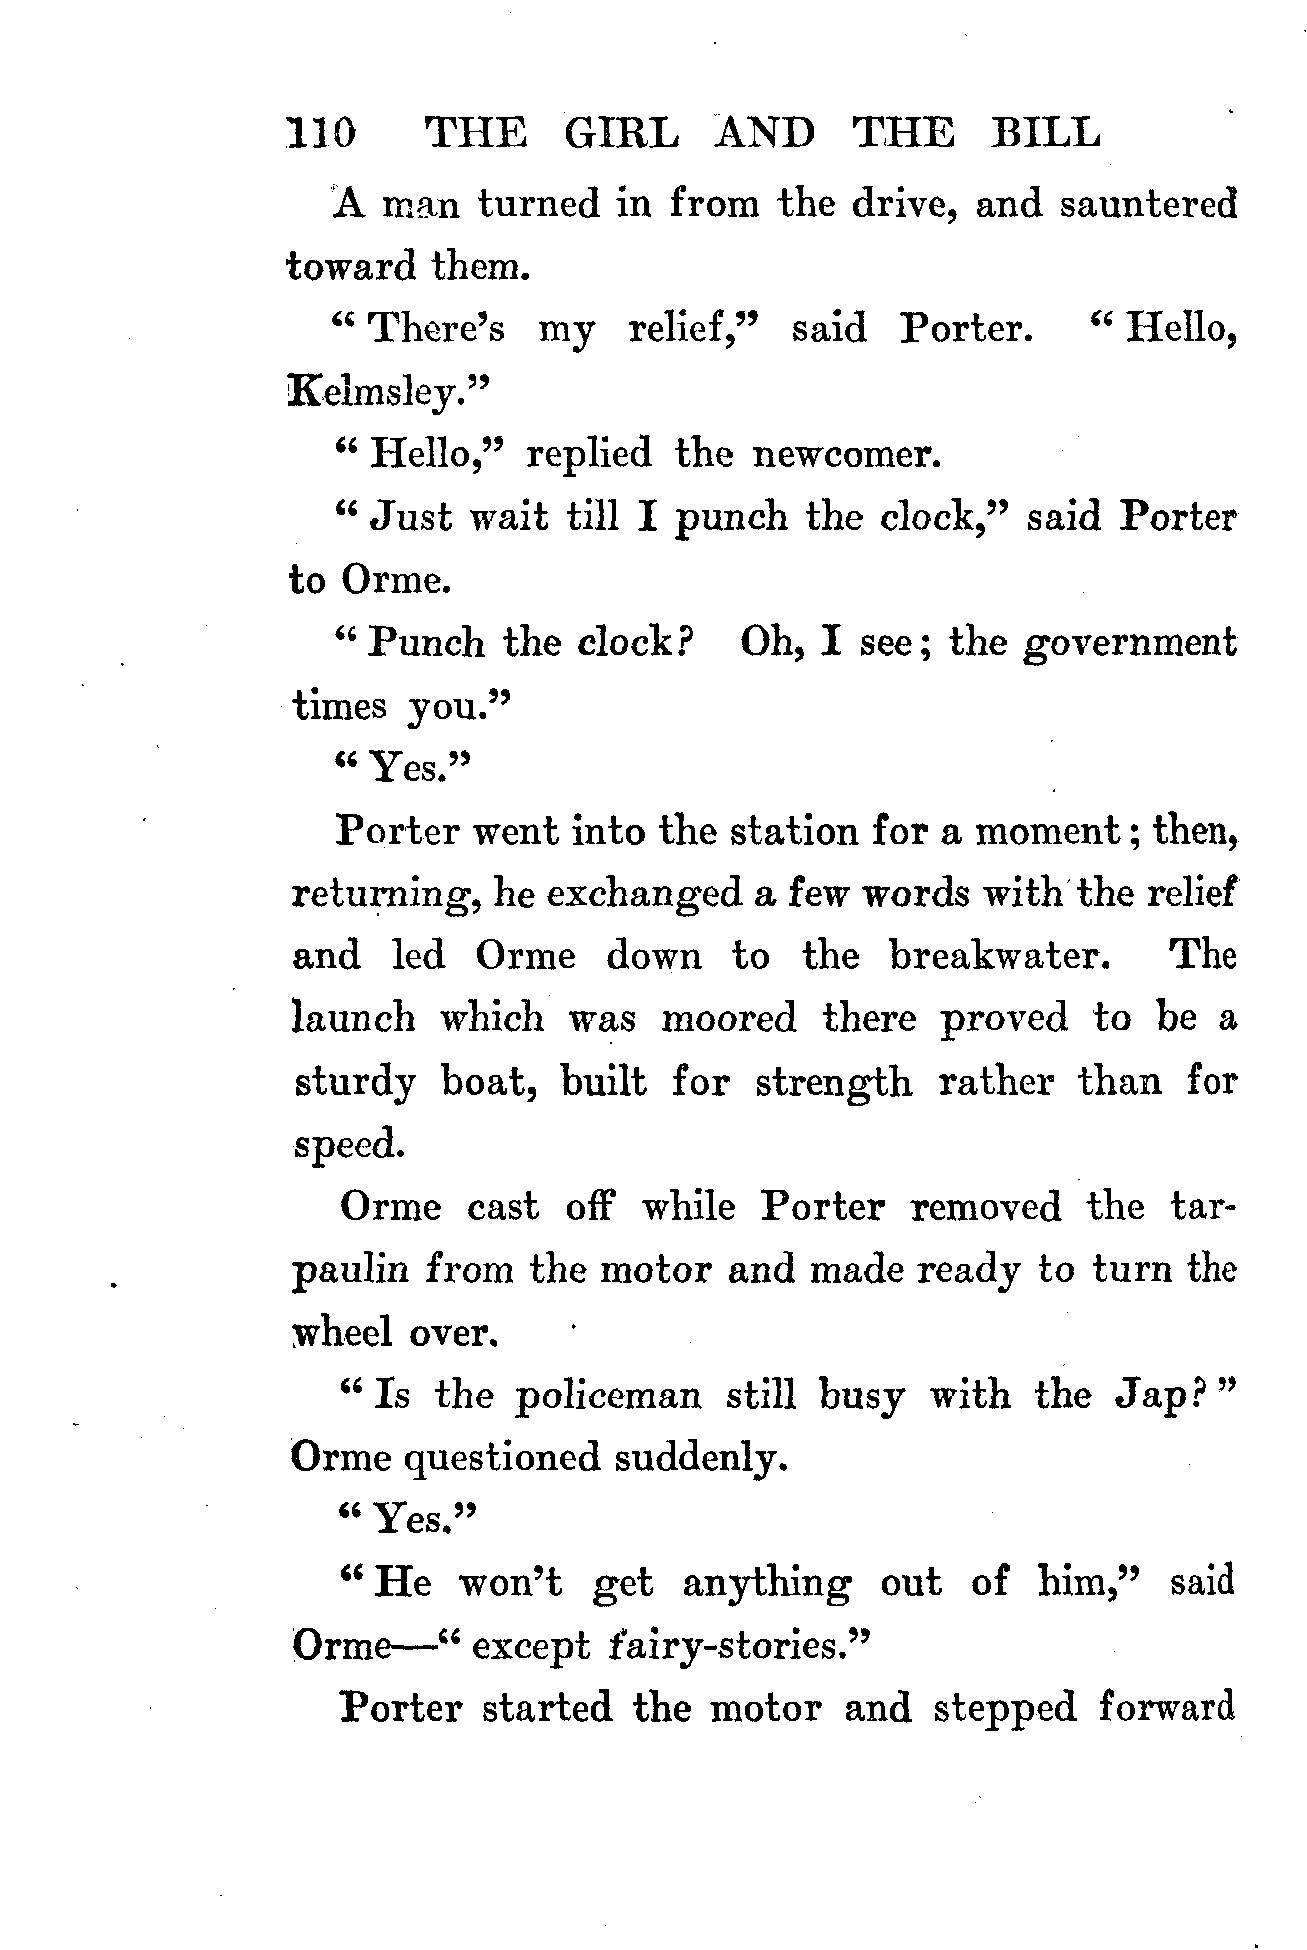 110 THE GIRL AND THE BILL
A man turned in from the drive, and sauntered
toward them.
“There’s my relief,” said Porter. “Hello,
Kelmsley.”
“Hello,” replied the newcomer.
“Just wait till I punch the clock,” said Porter
to Orme.
“Punch the clock? Oh, I see; the government
times you.”
“Yes.”
Porter went into the station for a moment; then,
returning, he exchanged a few words with the relief
and led Orme down to the breakwater. The
launch which was moored there proved to be a
sturdy boat, built for strength rather than for
speed.
Orme cast off while Porter removed the tar-
paulin from the motor and made ready to turn the
wheel over.
“Is the policeman still busy with the Jap?”
Orme questioned suddenly.
“Yes.”
“He won’t get anything out of him,” said
Orme—“except fairy-stories.”
Porter started the motor and stepped forward